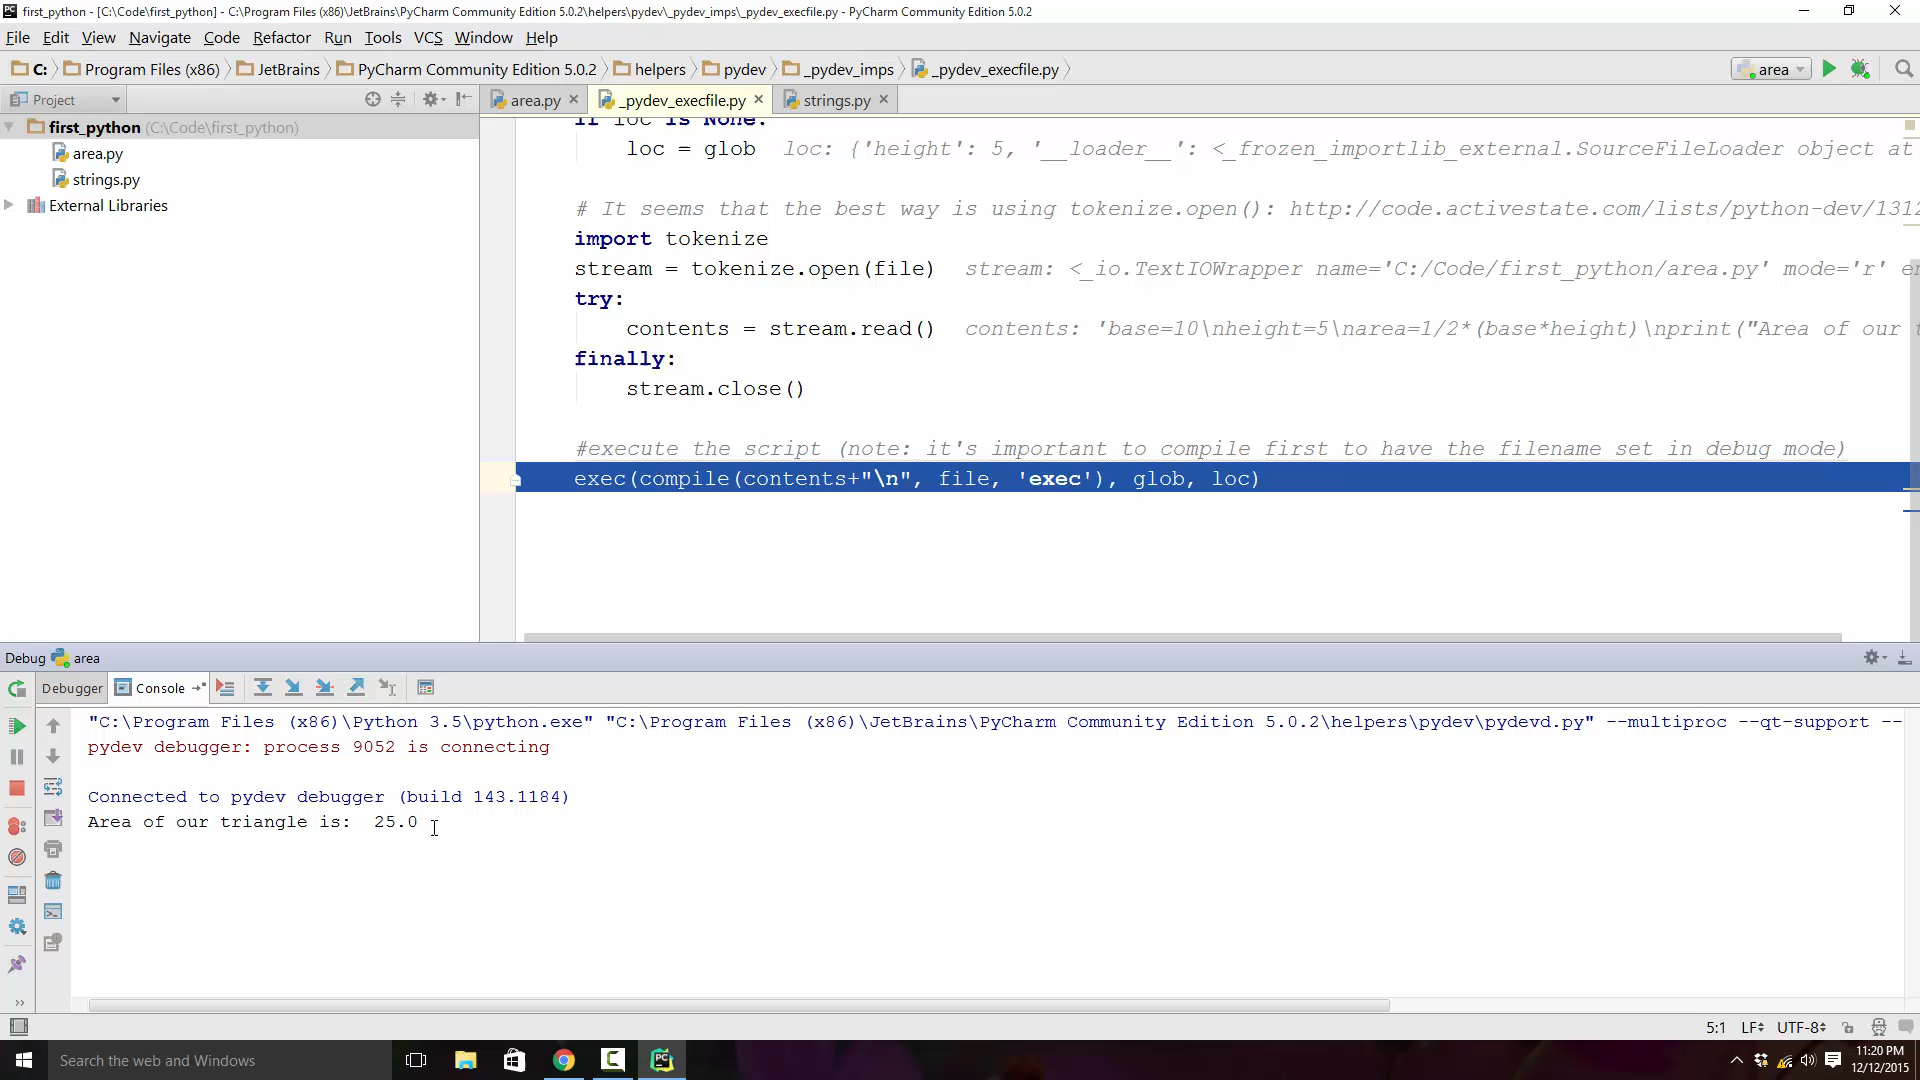 first_python - [C:\Code\first_python] - C:\Program Files (x86)\JetBrains\PyCharm Community Edition 5.0.2\helpers\pydev\_pydev_imps\_pydev_execfile.py - PyCharm Community Edition 5.0.2
File Edit View Navigate Code Refactor Run Tools VCS Window Help
C: Program Files (x86) JetBrains PyCharm Community Edition 5.0.2 helpers pydev _pydev_imps _pydev_execfile.py area
Project area.py _pydev_execfile.py strings.py
first_python (C:\Code\first_python)
area.py
strings.py
External Libraries
if loc is None:
loc = glob loc: {'height': 5, '__loader__': <_frozen_importlib_external.SourceFileLoader object at
# It seems that the best way is using tokenize.open(): http://code.activestate.com/lists/python-dev/1312
import tokenize
stream = tokenize.open(file) stream: <_io.TextIOWrapper name='C:/Code/first_python/area.py' mode='r' en
try:
contents = stream.read() contents: 'base=10\nheight=5\narea=1/2*(base*height)\nprint("Area of our t
finally:
stream.close()
#execute the script (note: it's important to compile first to have the filename set in debug mode)
exec(compile(contents+"\n", file, 'exec'), glob, loc)
Debug area
Debugger Console
"C:\Program Files (x86)\Python 3.5\python.exe" "C:\Program Files (x86)\JetBrains\PyCharm Community Edition 5.0.2\helpers\pydev\pydevd.py" --multiproc --qt-support --
pydev debugger: process 9052 is connecting
Connected to pydev debugger (build 143.1184)
Area of our triangle is:  25.0
5:1 LF UTF-8
Search the web and Windows
11:20 PM
12/12/2015